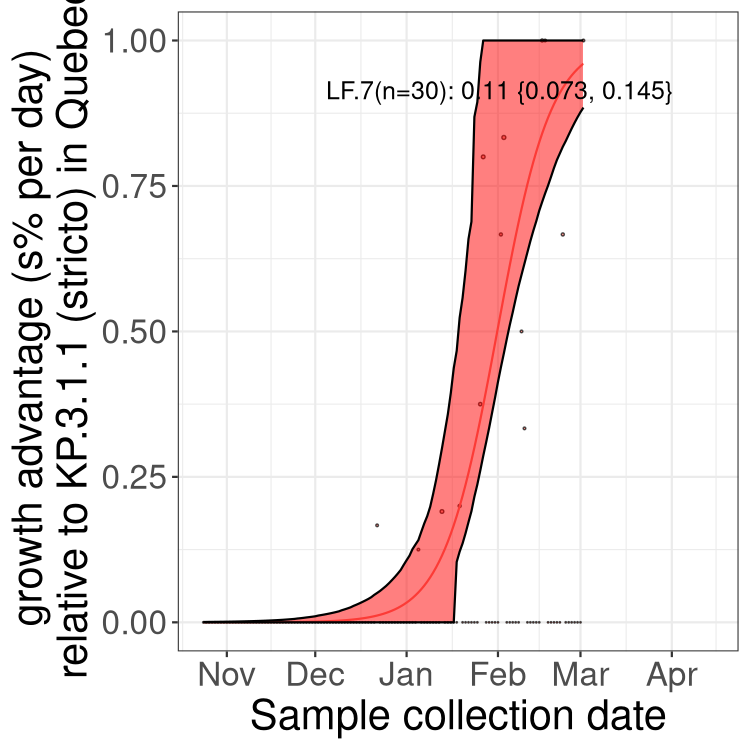 growth advantage (s% per day)
relative to KP.3.1.1 (stricto) in Quebec
1.00
0.75
0.50
0.25
0.00
LF.7(n=30): 0.11 {0.073, 0.145}
Nov Dec Jan Feb Mar Apr
Sample collection date